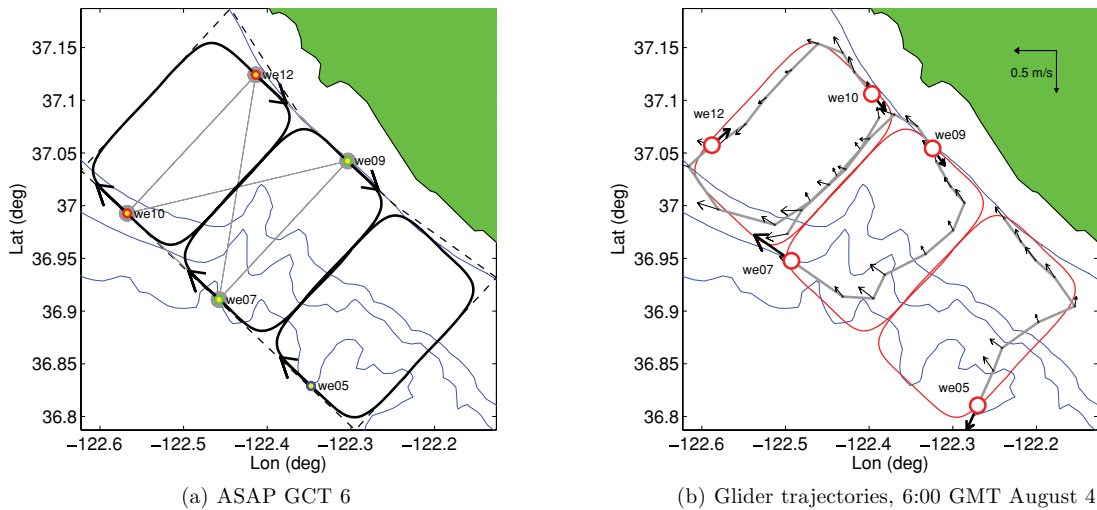 37.15
37.1
37.05
37
36.95
36.9
36.85
36.8
Lat (deg)
we12
we09
we10
we07
we05
−122.6 −122.5 −122.4 −122.3 −122.2
Lon (deg)
(a) ASAP GCT 6
37.15
37.1
37.05
37
36.95
36.9
36.85
36.8
Lat (deg)
0.5 m/s
we10
we12
we09
we07
we05
−122.6 −122.5 −122.4 −122.3 −122.2
Lon (deg)
(b) Glider trajectories, 6:00 GMT August 4